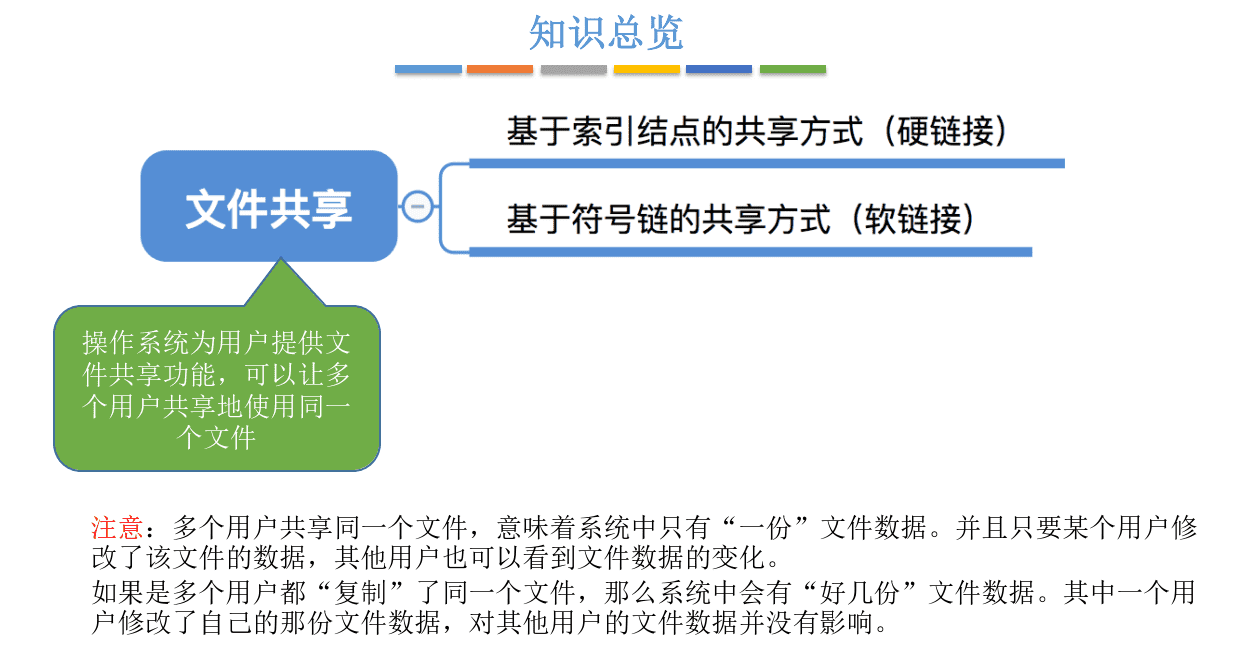 知识总览
基于索引结点的共享方式（硬链接）
文件共享
基于符号链的共享方式（软链接）
操作系统为用户提供文
件共享功能，可以让多
个用户共享地使用同一
个文件
注意：多个用户共享同一个文件，意味着系统中只有“一份”文件数据。并且只要某个用户修
改了该文件的数据，其他用户也可以看到文件数据的变化。
如果是多个用户都“复制”了同一个文件，那么系统中会有“好几份”文件数据。其中一个用
户修改了自己的那份文件数据，对其他用户的文件数据并没有影响。